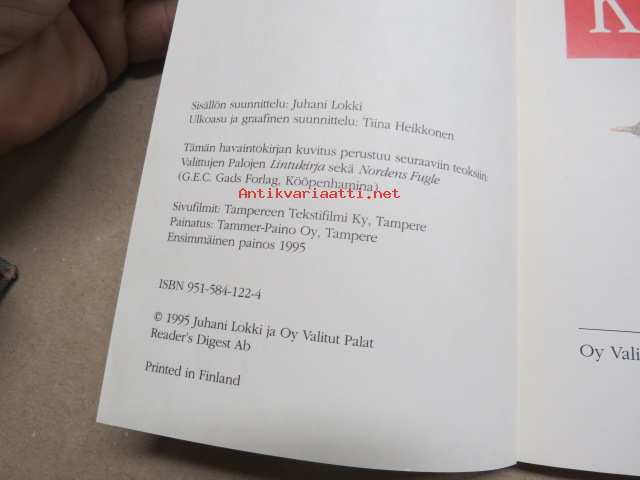 Sisällön suunnittelu: Juhani Lokki
Ulkoasu ja graafinen suunnittelu: Tiina Heikkonen
Tämän havaintokirjan kuvitus perustuu seuraaviin teoksiin:
Valittujen Palojen Lintukirja sekä Nordens Fugle
(G.E.C. Gads Forlag, Kööpenhamina)
Antikvariaatti.net
Sivufilmit: Tampereen Tekstifilmi Ky, Tampere
Painatus: Tammer-Paino Oy, Tampere
Ensimmäinen painos 1995
ISBN 951-584-122-4
© 1995 Juhani Lokki ja Oy Valitut Palat
Reader's Digest Ab
Printed in Finland
K
Oy Vali